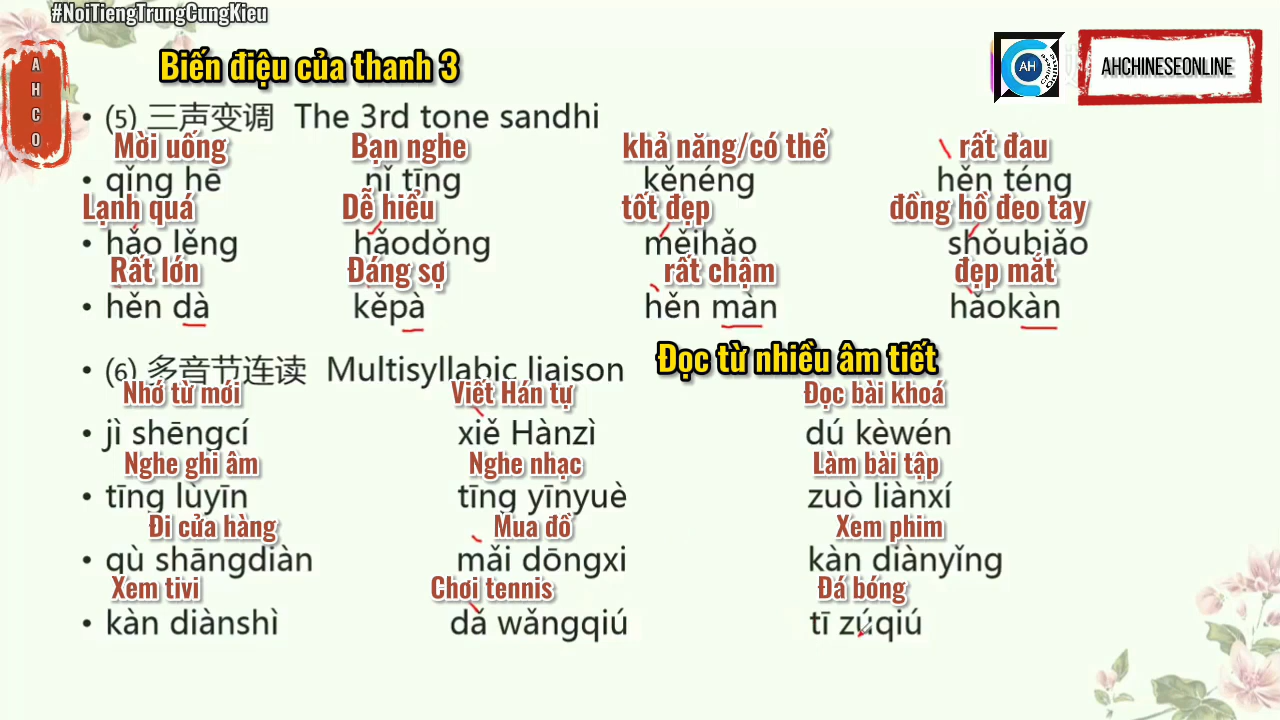 #NoiTiengTrungCungKieu
AHCO
Biến điệu của thanh 3
AH
AHCHINESEONLINE
• (5) 三声变调 The 3rd tone sandhi
Mời uống Bạn nghe khả năng/có thể rất đau
• qǐng hē nǐ tīng kěnéng hěn téng
Lạnh quá Dễ hiểu tốt đẹp đồng hồ đeo tay
• hǎo lěng hǎodǒng měihǎo shǒubiǎo
Rất lớn Đáng sợ rất chậm đẹp mắt
• hěn dà kěpà hěn màn hǎokàn
• (6) 多音节连读 Multisyllabic liaison Đọc từ nhiều âm tiết
Nhớ từ mới Viết Hán tự Đọc bài khoá
• jì shēngcí xiě Hànzì dú kèwén
Nghe ghi âm Nghe nhạc Làm bài tập
• tīng lùyīn tīng yīnyuè zuò liànxí
Đi cửa hàng Mua đồ Xem phim
• qù shāngdiàn mǎi dōngxi kàn diànyǐng
Xem tivi Chơi tennis Đá bóng
• kàn diànshì dǎ wǎngqiú tī zúqiú